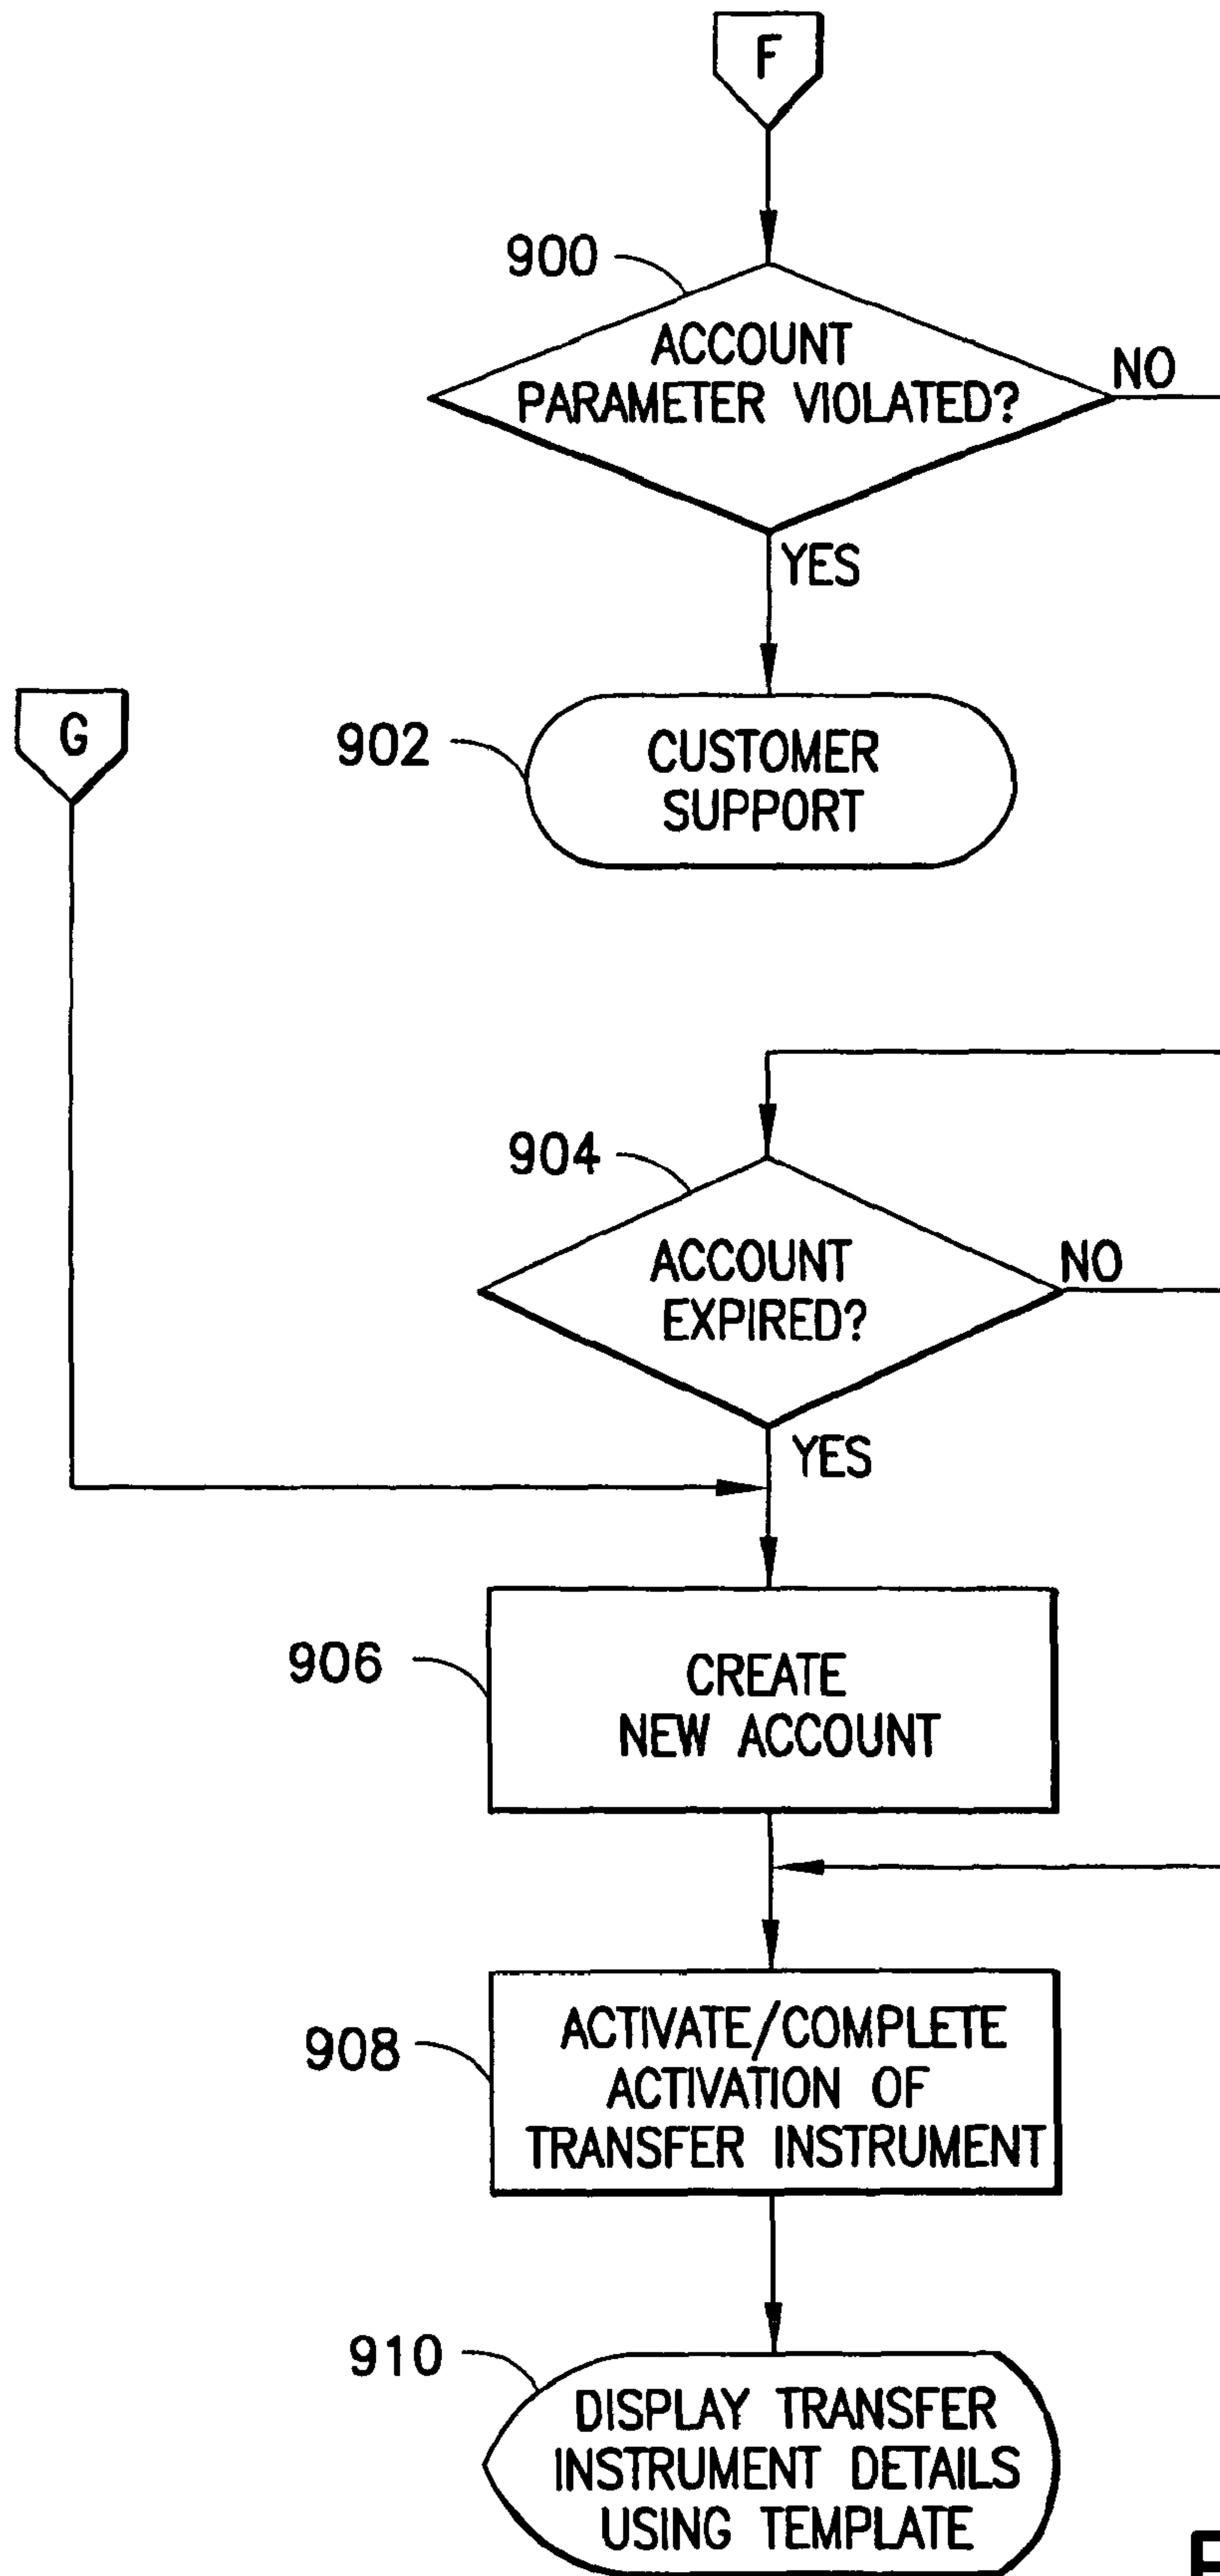 F
900
ACCOUNT
PARAMETER VIOLATED?
NO
YES
G
902
CUSTOMER
SUPPORT
904
ACCOUNT
EXPIRED?
NO
YES
906
CREATE
NEW ACCOUNT
908
ACTIVATE/COMPLETE
ACTIVATION OF
TRANSFER INSTRUMENT
910
DISPLAY TRANSFER
INSTRUMENT DETAILS
USING TEMPLATE